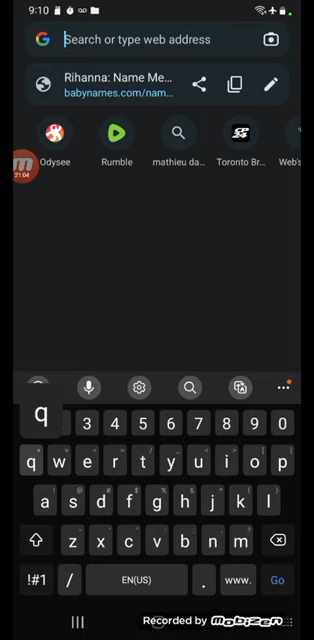 9:10
Search or type web address
Rihanna: Name Me...
babynames.com/nam...
Odysee
Rumble
mathieu da...
CP24
Toronto Br...
Web's
m
21:04
q
3 4 5 6 7 8 9 0
q w e r t y u i o p
a s d f g h j k l
z x c v b n m
!#1 / EN(US) . www. Go
Recorded by mobizen